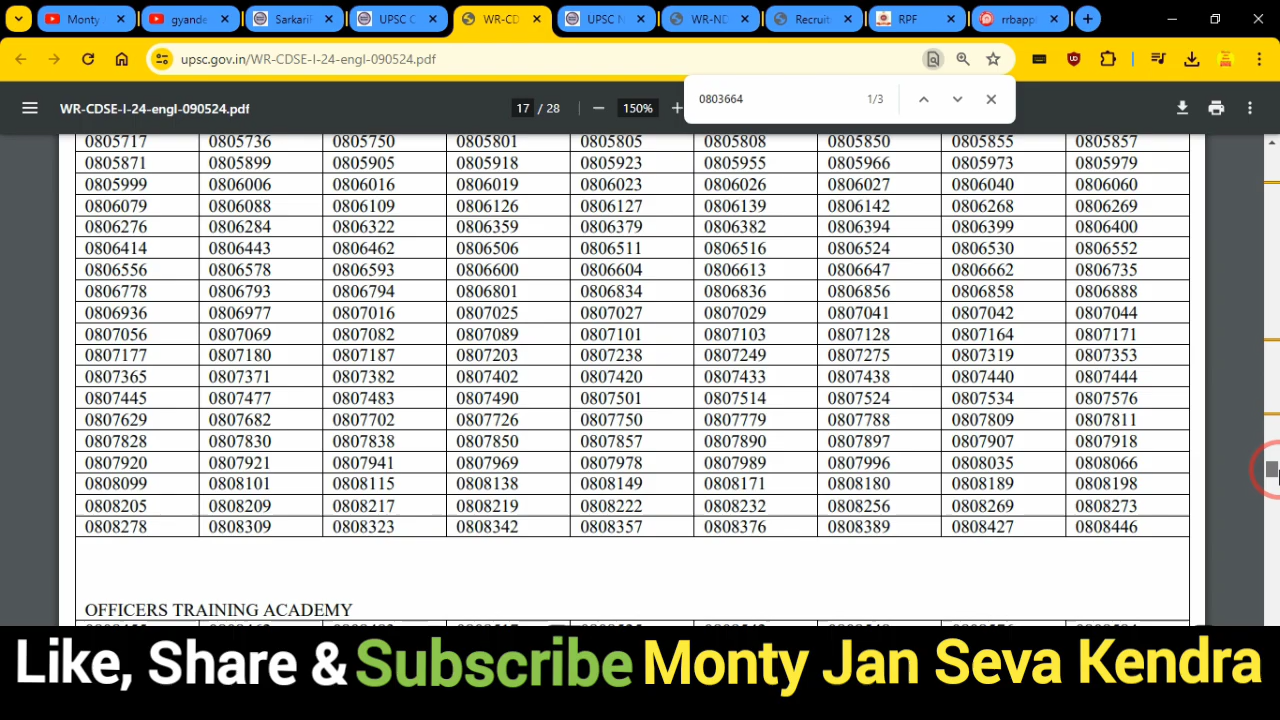 Monty
gyande
Sarkari
UPSC C
WR-CD
UPSC N
WR-ND
Recruit
RPF
rrbappl
upsc.gov.in/WR-CDSE-I-24-engl-090524.pdf
0803664 1/3
WR-CDSE-I-24-engl-090524.pdf 17 / 28 150%
0805717 0805736 0805750 0805801 0805805 0805808 0805850 0805855 0805857
0805871 0805899 0805905 0805918 0805923 0805955 0805966 0805973 0805979
0805999 0806006 0806016 0806019 0806023 0806026 0806027 0806040 0806060
0806079 0806088 0806109 0806126 0806127 0806139 0806142 0806268 0806269
0806276 0806284 0806322 0806359 0806379 0806382 0806394 0806399 0806400
0806414 0806443 0806462 0806506 0806511 0806516 0806524 0806530 0806552
0806556 0806578 0806593 0806600 0806604 0806613 0806647 0806662 0806735
0806778 0806793 0806794 0806801 0806834 0806836 0806856 0806858 0806888
0806936 0806977 0807016 0807025 0807027 0807029 0807041 0807042 0807044
0807056 0807069 0807082 0807089 0807101 0807103 0807128 0807164 0807171
0807177 0807180 0807187 0807203 0807238 0807249 0807275 0807319 0807353
0807365 0807371 0807382 0807402 0807420 0807433 0807438 0807440 0807444
0807445 0807477 0807483 0807490 0807501 0807514 0807524 0807534 0807576
0807629 0807682 0807702 0807726 0807750 0807779 0807788 0807809 0807811
0807828 0807830 0807838 0807850 0807857 0807890 0807897 0807907 0807918
0807920 0807921 0807941 0807969 0807978 0807989 0807996 0808035 0808066
0808099 0808101 0808115 0808138 0808149 0808171 0808180 0808189 0808198
0808205 0808209 0808217 0808219 0808222 0808232 0808256 0808269 0808273
0808278 0808309 0808323 0808342 0808357 0808376 0808389 0808427 0808446
OFFICERS TRAINING ACADEMY
Like, Share & Subscribe Monty Jan Seva Kendra